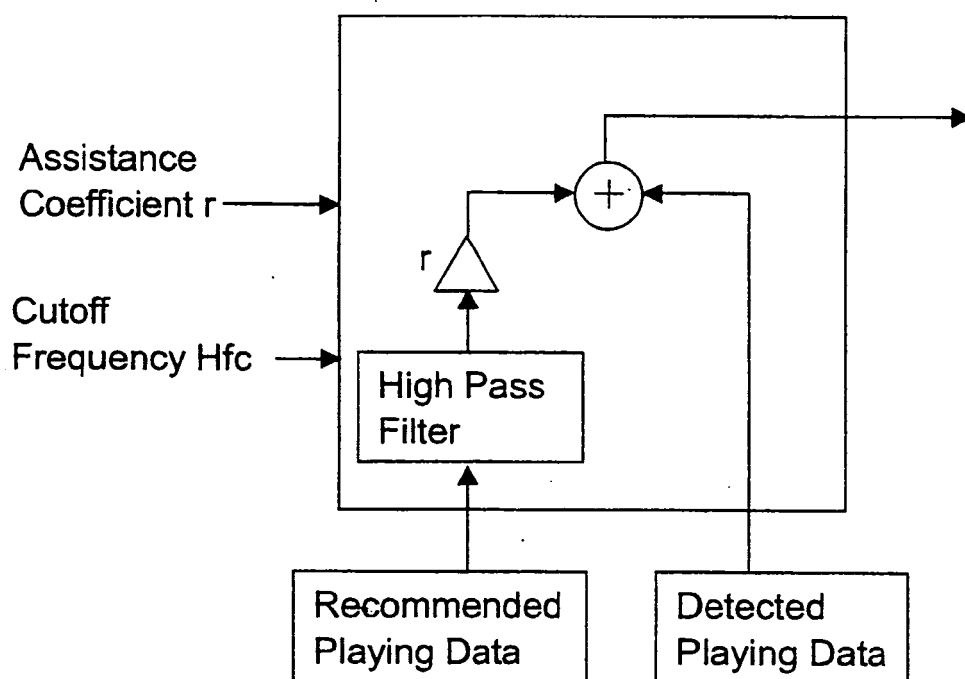 Assistance
Coefficient r
+
r
Cutoff
Frequency Hfc
High Pass
Filter
Recommended
Playing Data
Detected
Playing Data